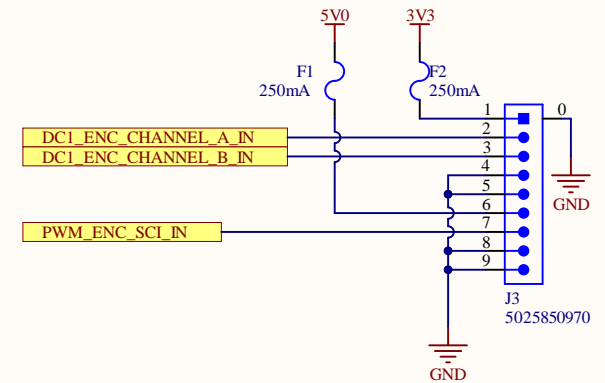 5V0
3V3
F1
250mA
F2
250mA
1
0
DC1_ENC_CHANNEL_A_IN
2
DC1_ENC_CHANNEL_B_IN
3
4
5
GND
6
PWM_ENC_SCI_IN
7
8
9
J3
5025850970
GND